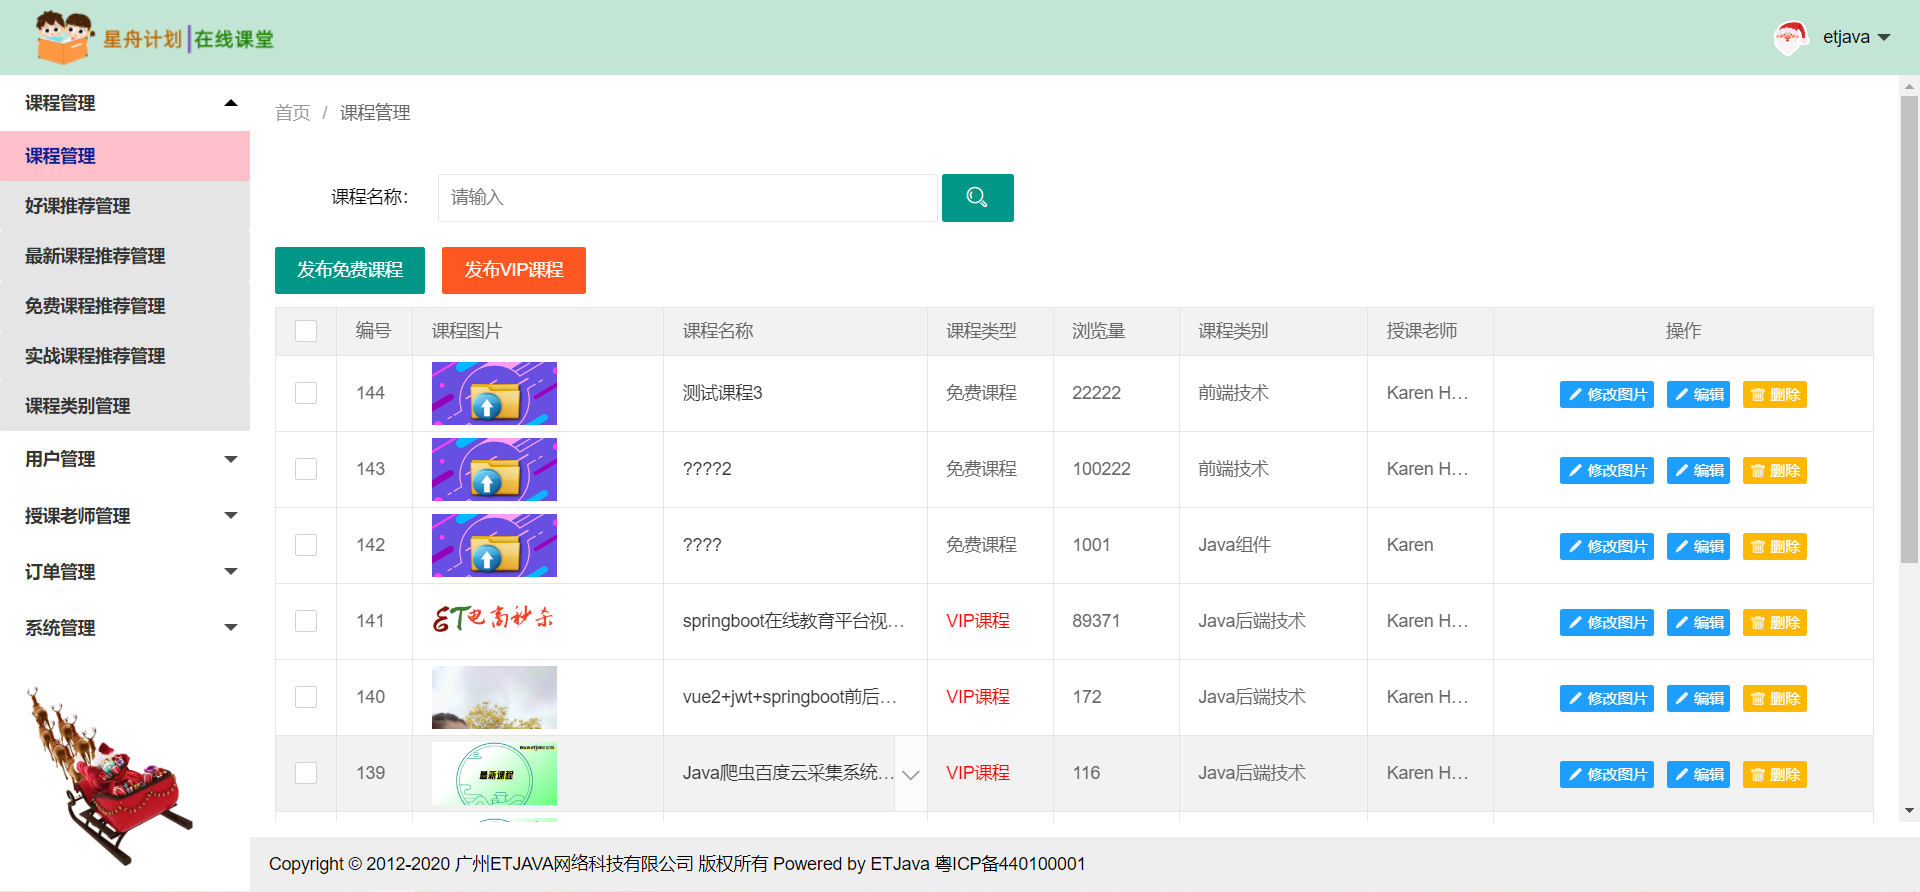 星舟计划|在线课堂
etjava
课程管理
课程管理
好课推荐管理
最新课程推荐管理
免费课程推荐管理
实战课程推荐管理
课程类别管理
用户管理
授课老师管理
订单管理
系统管理
首页 / 课程管理
课程名称：
请输入
发布免费课程 发布VIP课程
编号 课程图片 课程名称 课程类型 浏览量 课程类别 授课老师 操作
144 测试课程3 免费课程 22222 前端技术 Karen H... 修改图片 编辑 删除
143 ????2 免费课程 100222 前端技术 Karen H... 修改图片 编辑 删除
142 ???? 免费课程 1001 Java组件 Karen 修改图片 编辑 删除
141 ET电商秒杀 springboot在线教育平台视... VIP课程 89371 Java后端技术 Karen H... 修改图片 编辑 删除
140 vue2+jwt+springboot前后... VIP课程 172 Java后端技术 Karen H... 修改图片 编辑 删除
www.etjava.com
139 最新课程 Java爬虫百度云采集系统... VIP课程 116 Java后端技术 Karen H... 修改图片 编辑 删除
Copyright © 2012-2020 广州ETJAVA网络科技有限公司 版权所有 Powered by ETJava 粤ICP备440100001